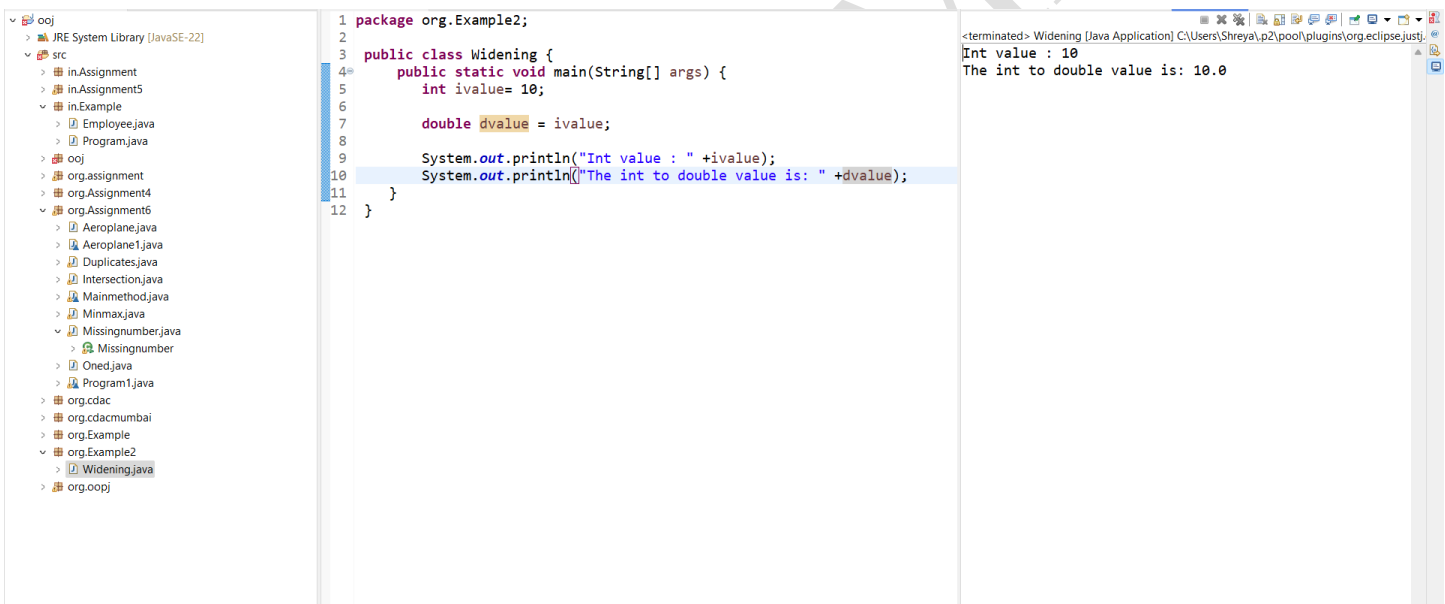 ooj
JRE System Library [JavaSE-22]
src
in.Assignment
in.Assignment5
in.Example
Employee.java
Program.java
ooj
org.assignment
org.Assignment4
org.Assignment6
Aeroplane.java
Aeroplane1.java
Duplicates.java
Intersection.java
Mainmethod.java
Minmax.java
Missingnumber.java
Missingnumber
Oned.java
Program1.java
org.cdac
org.cdacmumbai
org.Example
org.Example2
Widening.java
org.oopj
1 package org.Example2;
2
3 public class Widening {
4 public static void main(String[] args) {
5 int ivalue= 10;
6
7 double dvalue = ivalue;
8
9 System.out.println("Int value : " +ivalue);
10 System.out.println("The int to double value is: " +dvalue);
11 }
12 }
<terminated> Widening [Java Application] C:\Users\Shreya\.p2\pool\plugins\org.eclipse.justj.
Int value : 10
The int to double value is: 10.0